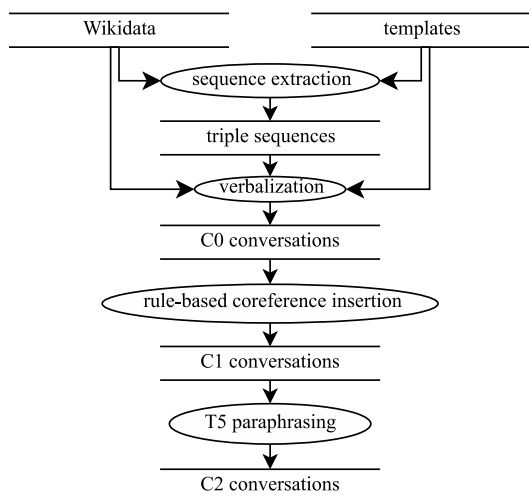 Wikidata
templates
sequence extraction
triple sequences
verbalization
C0 conversations
rule-based coreference insertion
C1 conversations
T5 paraphrasing
C2 conversations